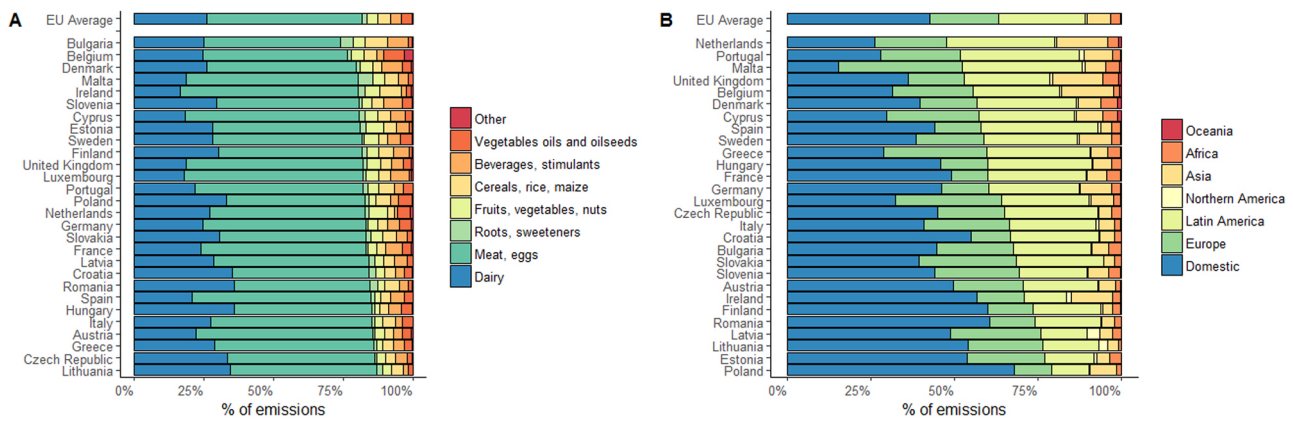 A
EU Average
Bulgaria
Belgium
Denmark
Malta
Ireland
Slovenia
Cyprus
Estonia
Sweden
Finland
United Kingdom
Luxembourg
Portugal
Poland
Netherlands
Germany
Slovakia
France
Latvia
Croatia
Romania
Spain
Hungary
Italy
Austria
Greece
Czech Republic
Lithuania
0% 25% 50% 75% 100%
% of emissions
Other
Vegetables oils and oilseeds
Beverages, stimulants
Cereals, rice, maize
Fruits, vegetables, nuts
Roots, sweeteners
Meat, eggs
Dairy
B
EU Average
Netherlands
Portugal
Malta
United Kingdom
Belgium
Denmark
Cyprus
Spain
Sweden
Greece
Hungary
France
Germany
Luxembourg
Czech Republic
Italy
Croatia
Bulgaria
Slovakia
Slovenia
Austria
Ireland
Finland
Romania
Latvia
Lithuania
Estonia
Poland
0% 25% 50% 75% 100%
% of emissions
Oceania
Africa
Asia
Northern America
Latin America
Europe
Domestic